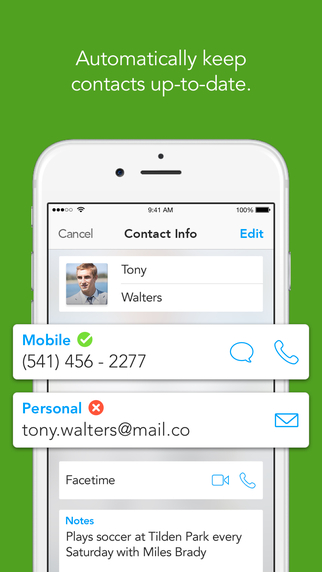 Automatically keep
contacts up-to-date.
9:41 AM
100%
Cancel
Contact Info
Edit
Tony
Walters
Mobile
(541) 456 - 2277
Personal
tony.walters@mail.co
Facetime
Notes
Plays soccer at Tilden Park every
Saturday with Miles Brady